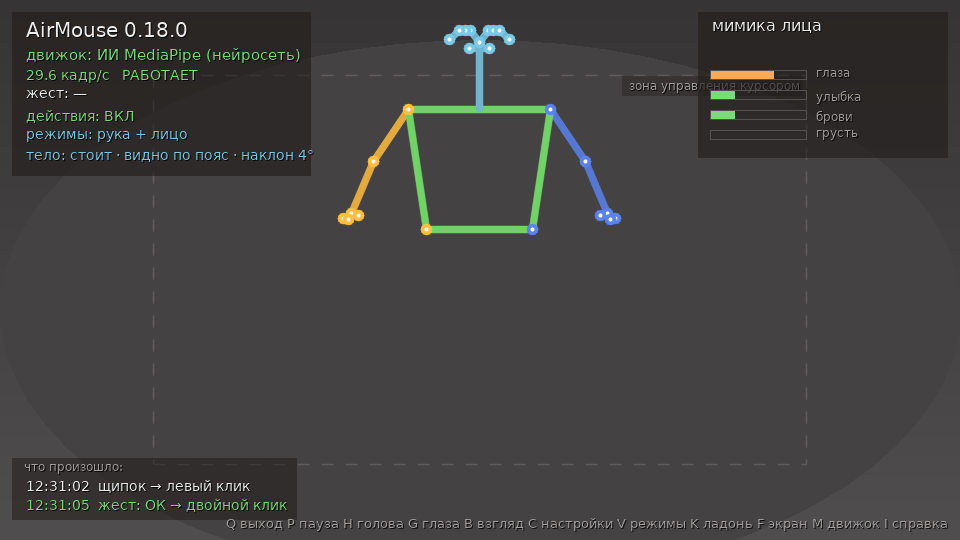 AirMouse 0.18.0
движок: ИИ MediaPipe (нейросеть)
29.6 кадр/с РАБОТАЕТ
жест: —
действия: ВКЛ
режимы: рука + лицо
тело: стоит · видно по пояс · наклон 4°
мимика лица
глаза
зона управления курсором
улыбка
брови
грусть
что произошло:
12:31:02 щипок → левый клик
12:31:05 жест: ОК → двойной клик
Q выход P пауза H голова G глаза B взгляд C настройки V режимы K ладонь F экран M движок I справка